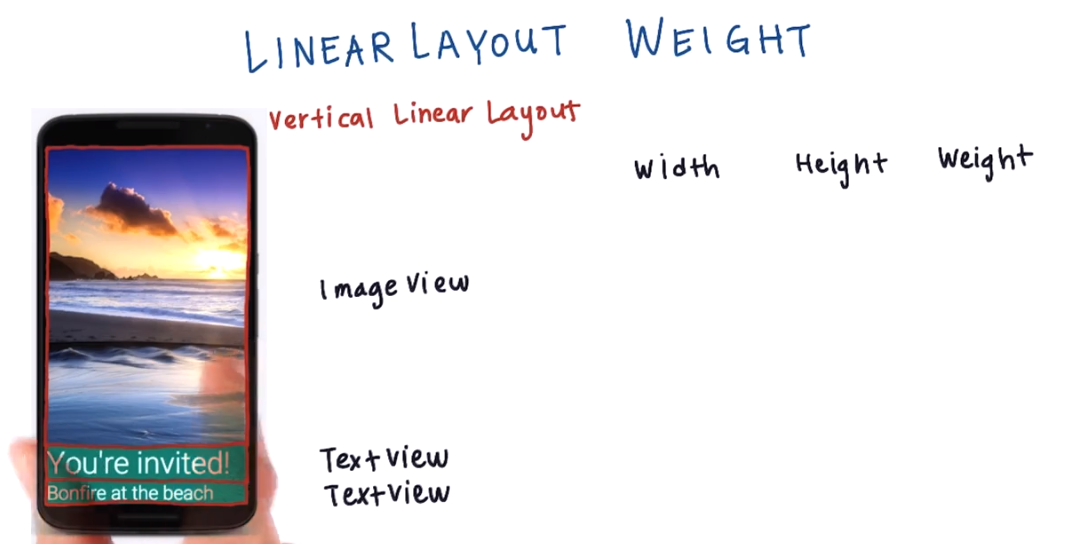 LINEAR LAYOUT WEIGHT
Vertical Linear Layout
Width Height Weight
ImageView
You're invited!
Bonfire at the beach
TextView
TextView